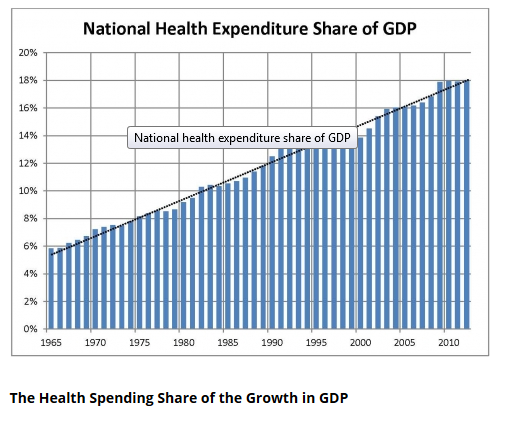 National Health Expenditure Share of GDP
20%
18%
16%
14%
National health expenditure share of GDP
12%
10%
8%
6%
4%
2%
0%
1965 1970 1975 1980 1985 1990 1995 2000 2005 2010
The Health Spending Share of the Growth in GDP